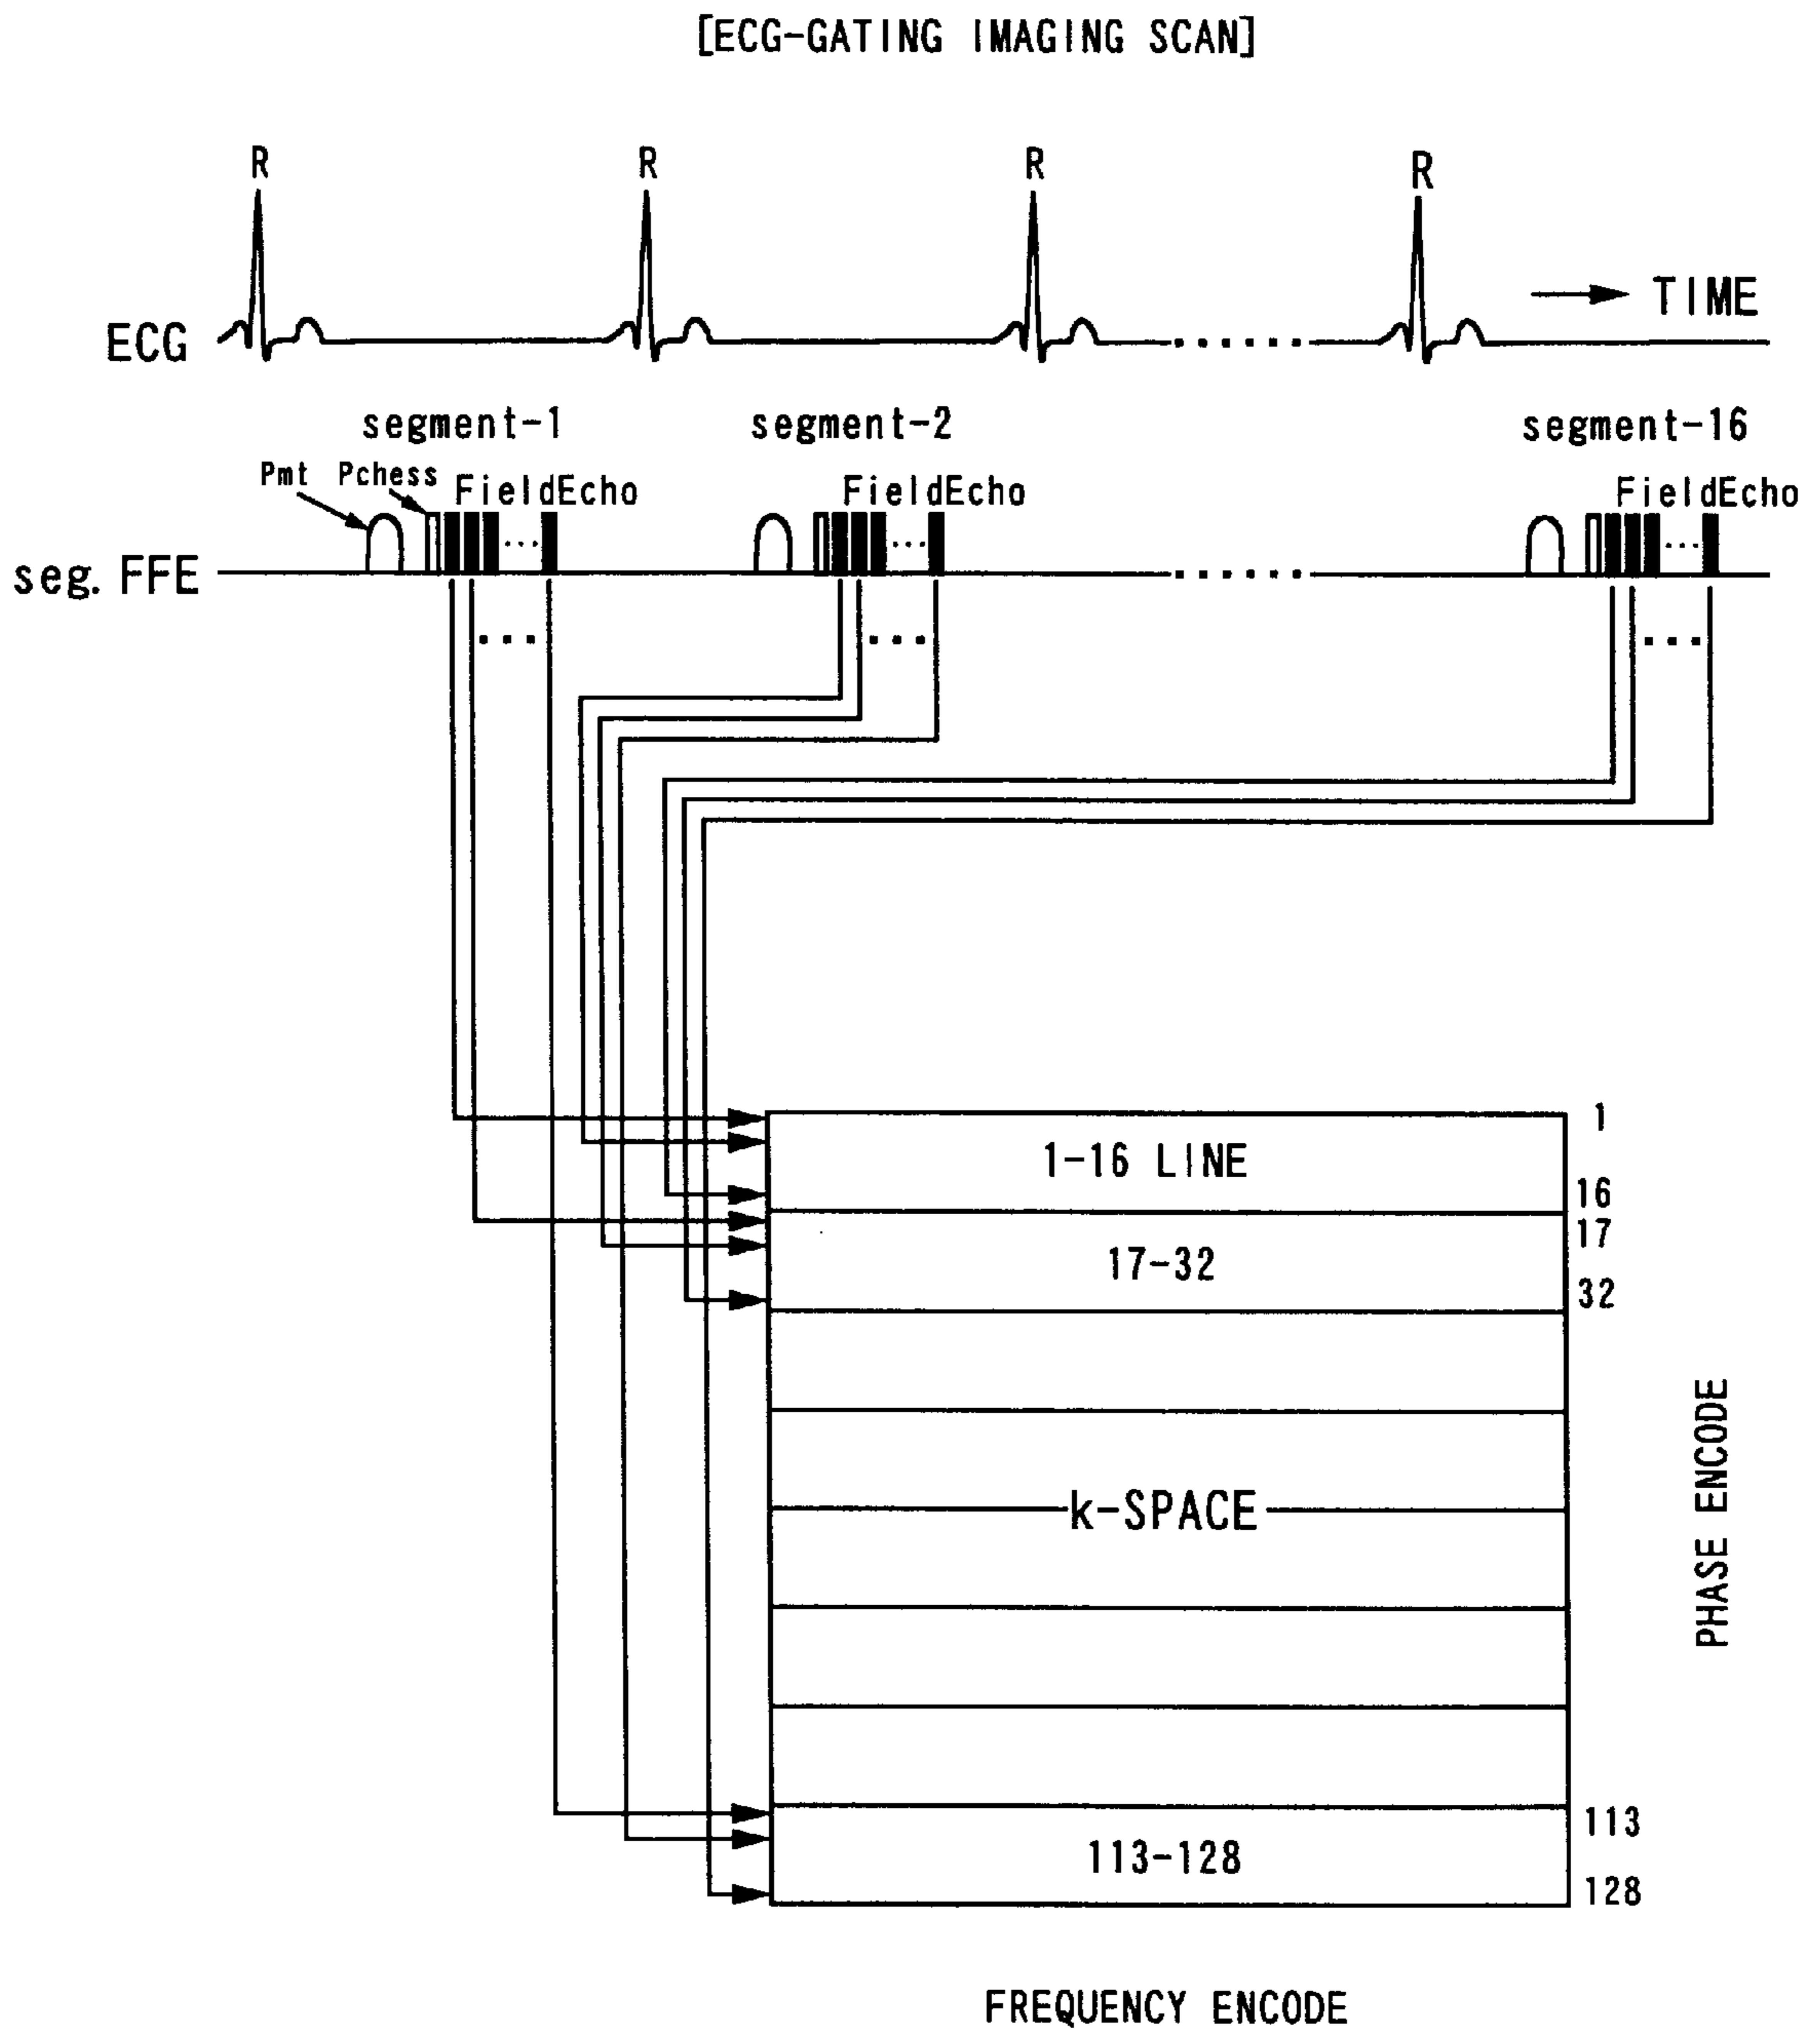 [ECG-GATING IMAGING SCAN]
R R R R
TIME
ECG
segment-1 segment-2 segment-16
Pmt Pchess FieldEcho FieldEcho FieldEcho
seg. FFE
1
1-16 LINE
16
17
17-32
32
k-SPACE
PHASE ENCODE
113
113-128
128
FREQUENCY ENCODE